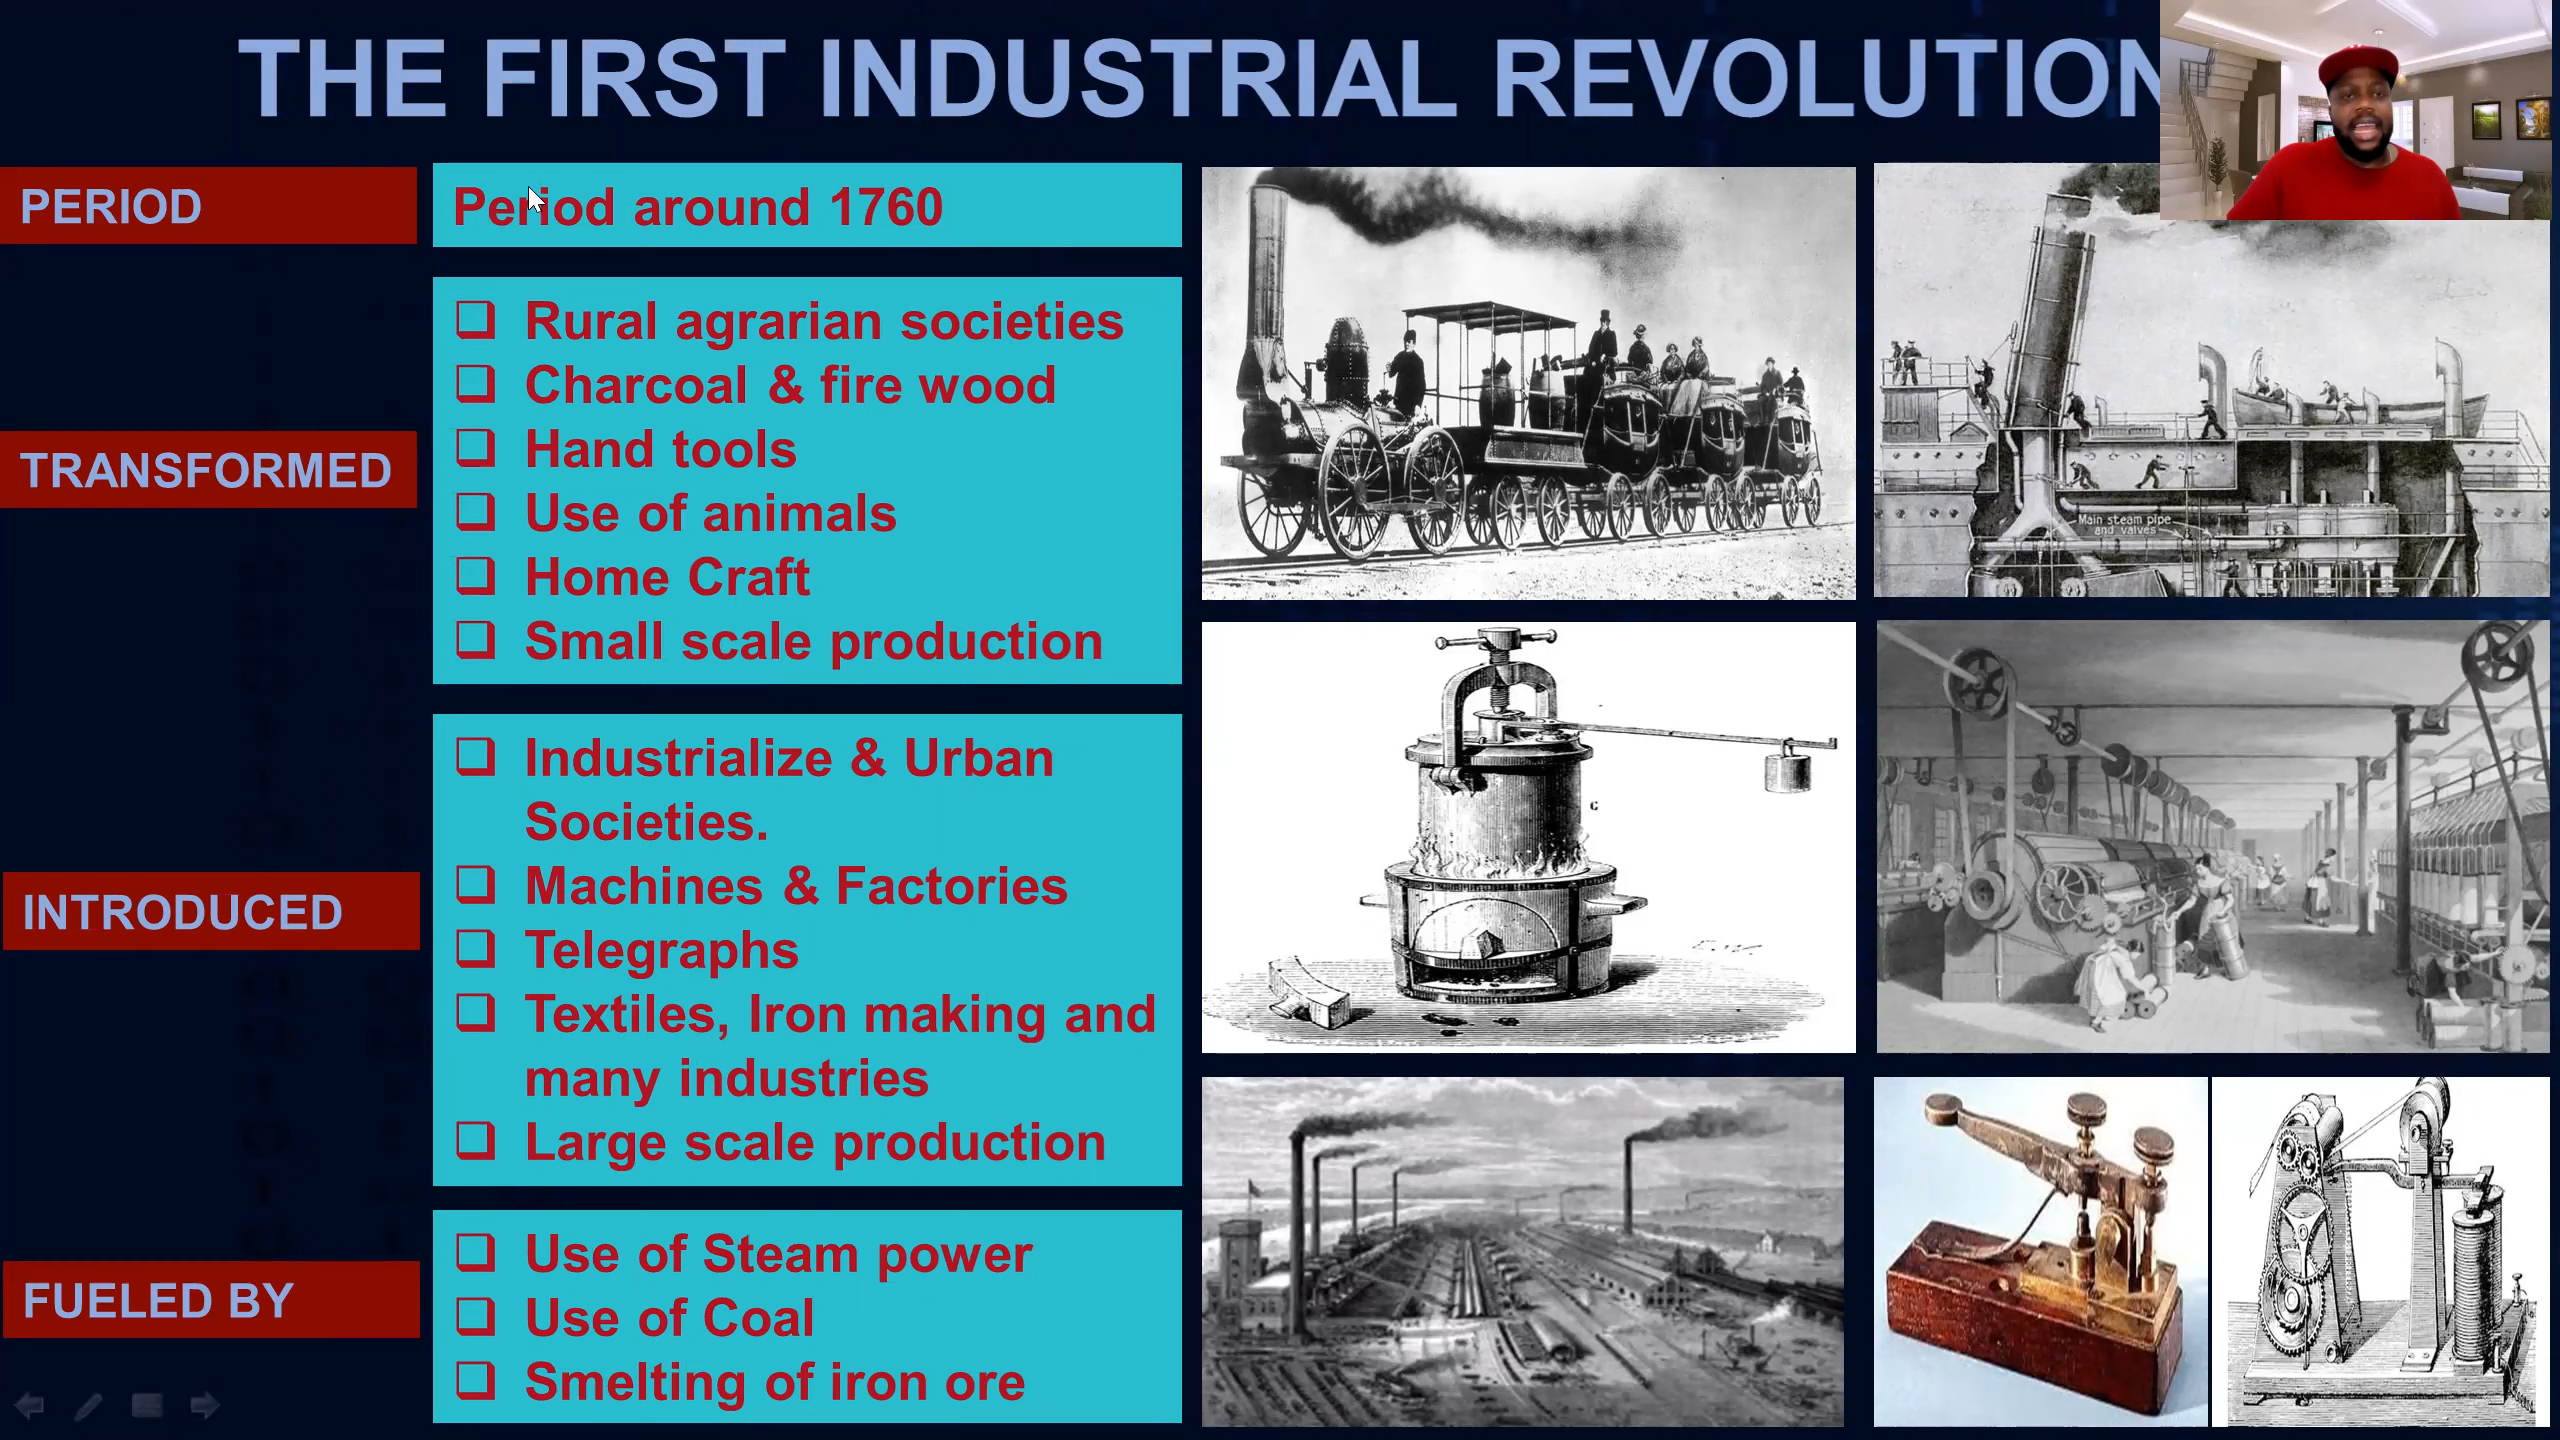 THE FIRST INDUSTRIAL REVOLUTION
PERIOD
Period around 1760
TRANSFORMED
Rural agrarian societies
Charcoal & fire wood
Hand tools
Use of animals
Home Craft
Small scale production
INTRODUCED
Industrialize & Urban
Societies.
Machines & Factories
Telegraphs
Textiles, Iron making and
many industries
Large scale production
FUELED BY
Use of Steam power
Use of Coal
Smelting of iron ore
Main steam pipe
and valves
G